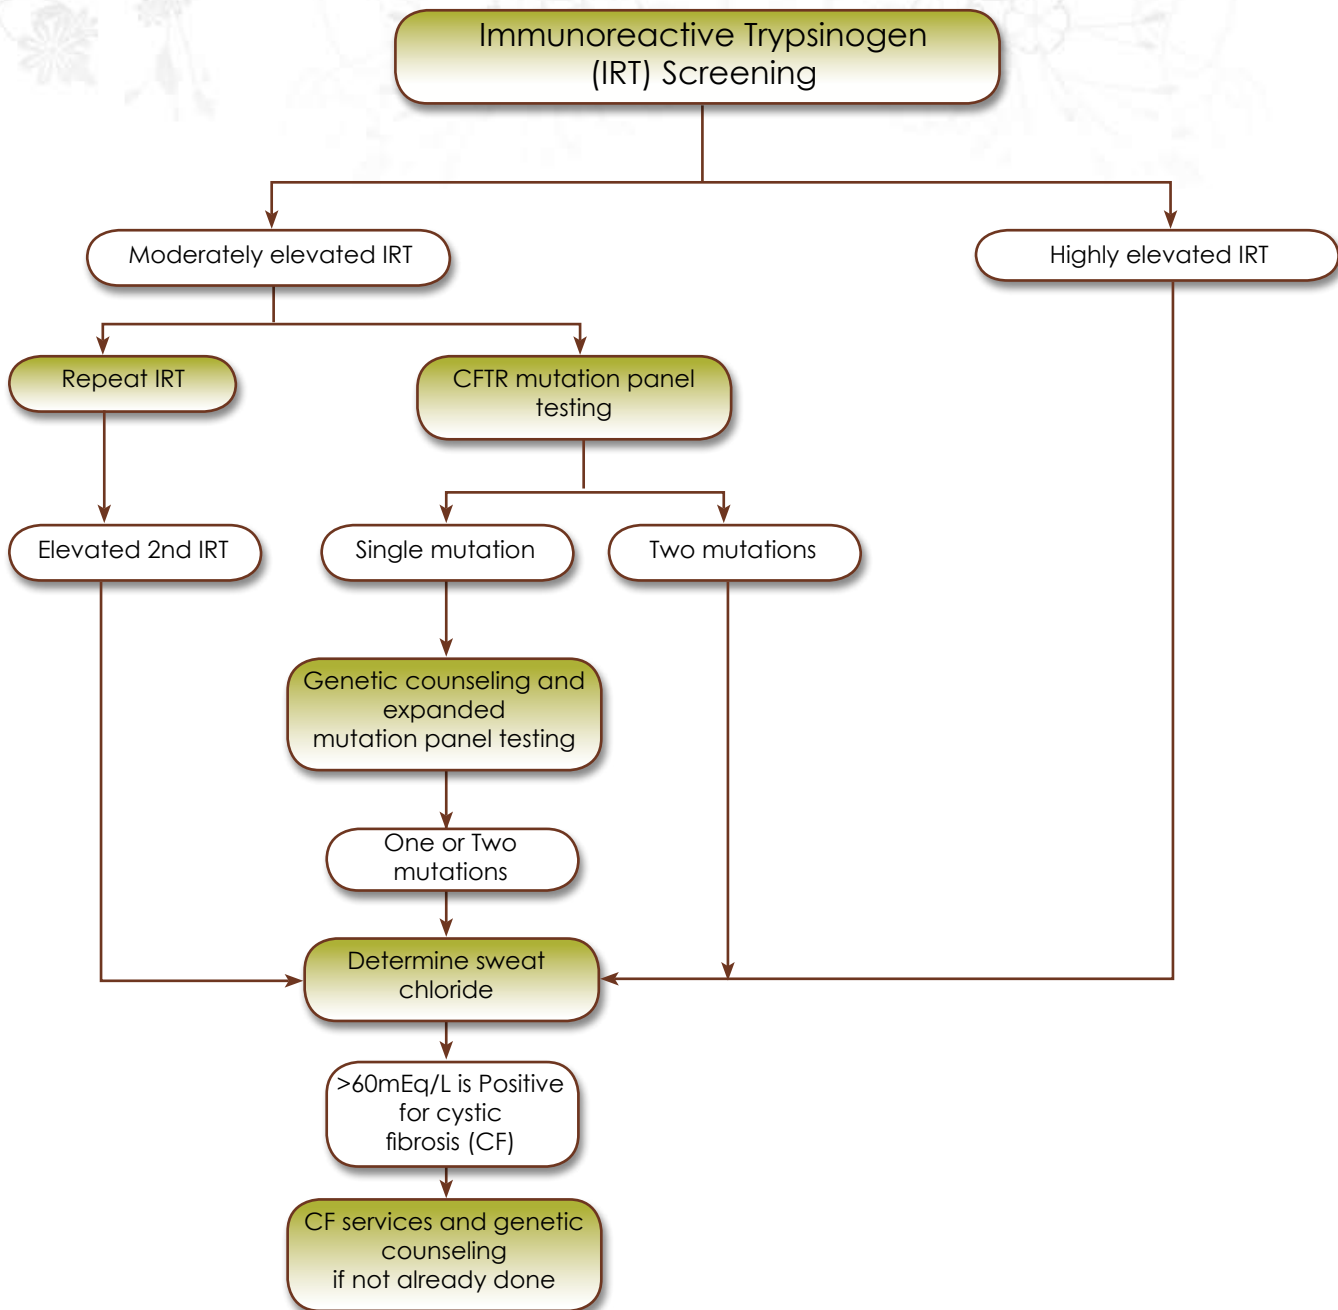 Immunoreactive Trypsinogen
(IRT) Screening
Moderately elevated IRT
Highly elevated IRT
Repeat IRT
CFTR mutation panel
testing
Elevated 2nd IRT
Single mutation
Two mutations
Genetic counseling and
expanded
mutation panel testing
One or Two
mutations
Determine sweat
chloride
>60mEq/L is Positive
for cystic
fibrosis (CF)
CF services and genetic
counseling
if not already done